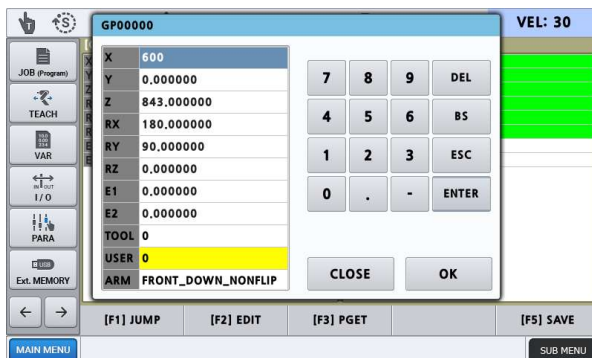 VEL: 30
GP00000
JOB (Program)
TEACH
VAR
IN OUT
I/O
PARA
USB
Ext. MEMORY
X 600
Y 0.000000
Z 843.000000
RX 180.000000
RY 90.000000
RZ 0.000000
E1 0.000000
E2 0.000000
TOOL 0
USER 0
ARM FRONT_DOWN_NONFLIP
7 8 9 DEL
4 5 6 BS
1 2 3 ESC
0 . - ENTER
CLOSE OK
← →
[F1] JUMP [F2] EDIT [F3] PGET [F5] SAVE
MAIN MENU SUB MENU